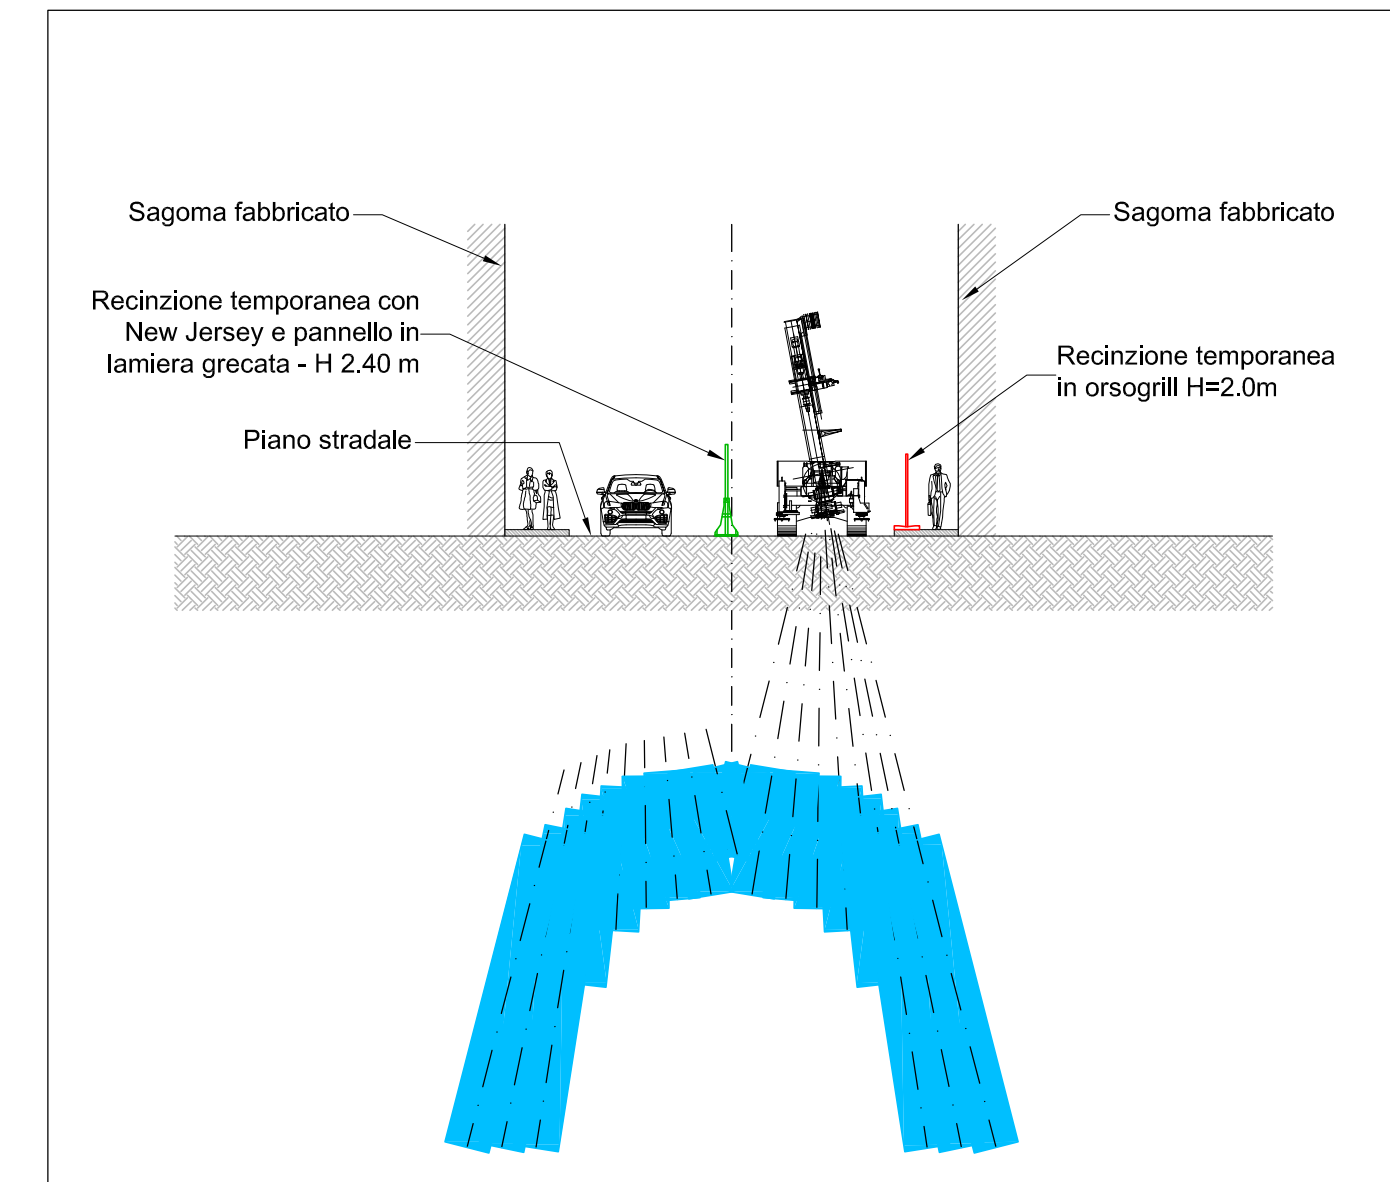 Sagoma fabbricato
Sagoma fabbricato
Recinzione temporanea con
New Jersey e pannello in
lamiera grecata - H 2.40 m
Recinzione temporanea
in orsogrill H=2.0m
Piano stradale